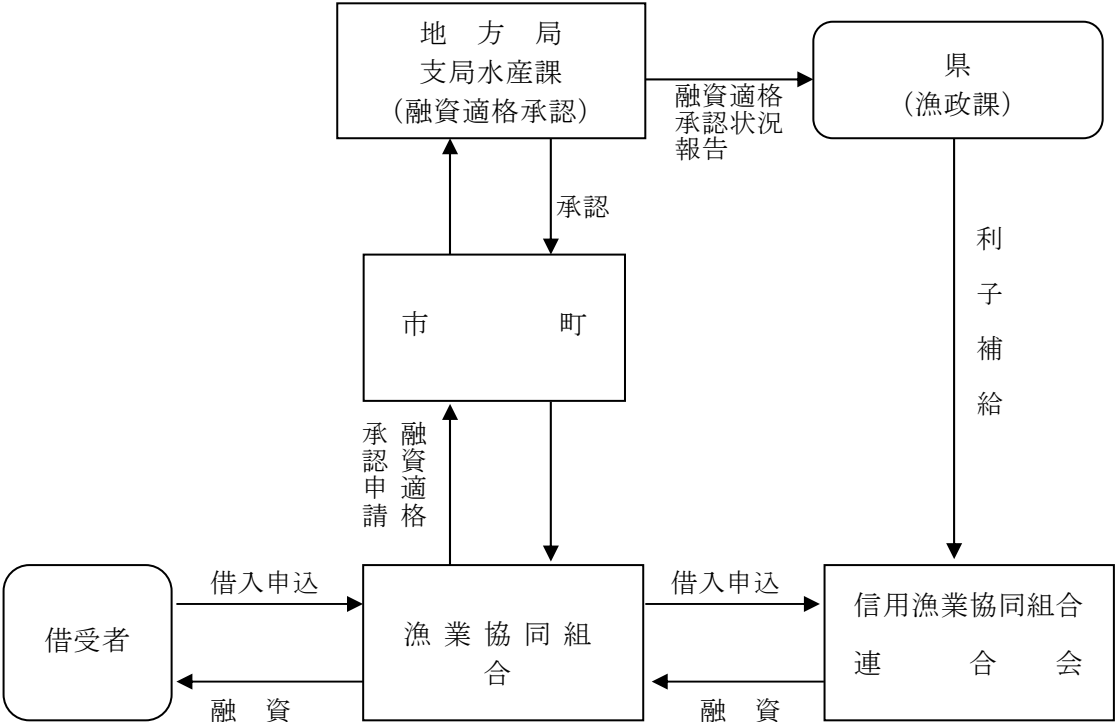 地　方　局
支局水産課
（融資適格承認）
県
（漁政課）
融資適格
承認状況
報告
承認
利子補給
市　　　　町
融資適格
承認申請
借入申込
借入申込
借受者
漁 業 協 同 組
合
信用漁業協同組合
連　　合　　会
融　資
融　資